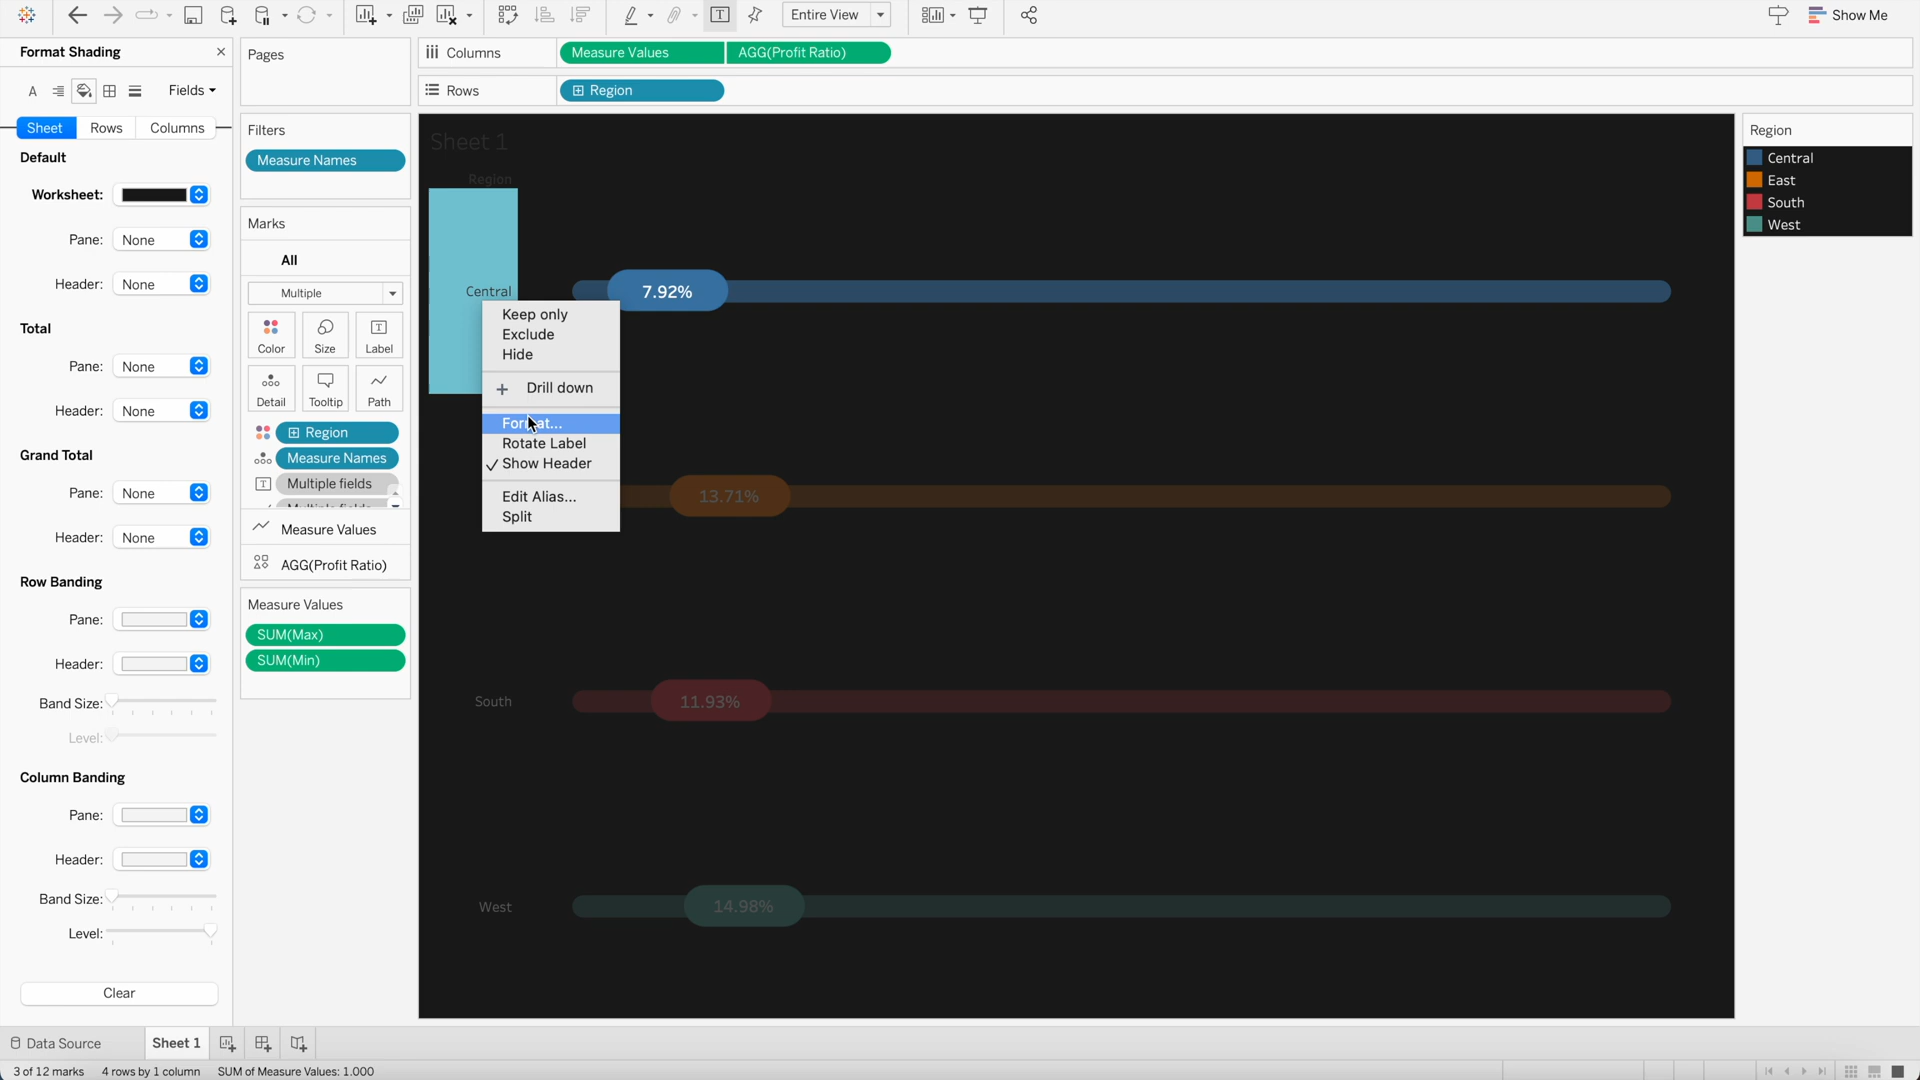 Entire View
Show Me
Format Shading
Fields
Sheet
Rows
Columns
Default
Worksheet:
Pane: None
Header: None
Total
Pane: None
Header: None
Grand Total
Pane: None
Header: None
Row Banding
Pane:
Header:
Band Size:
Level:
Column Banding
Pane:
Header:
Band Size:
Level:
Clear
Pages
Filters
Measure Names
Marks
All
Multiple
Color Size Label
Detail Tooltip Path
Region
Measure Names
Multiple fields
Multiple fields
Measure Values
AGG(Profit Ratio)
Measure Values
SUM(Max)
SUM(Min)
Columns Measure Values AGG(Profit Ratio)
Rows Region
Sheet 1
Region
Central 7.92%
Keep only
Exclude
Hide
Drill down
Format...
Rotate Label
Show Header
Edit Alias...
Split
13.71%
South 11.93%
West 14.98%
Region
Central
East
South
West
Data Source
Sheet 1
3 of 12 marks 4 rows by 1 column SUM of Measure Values: 1.000